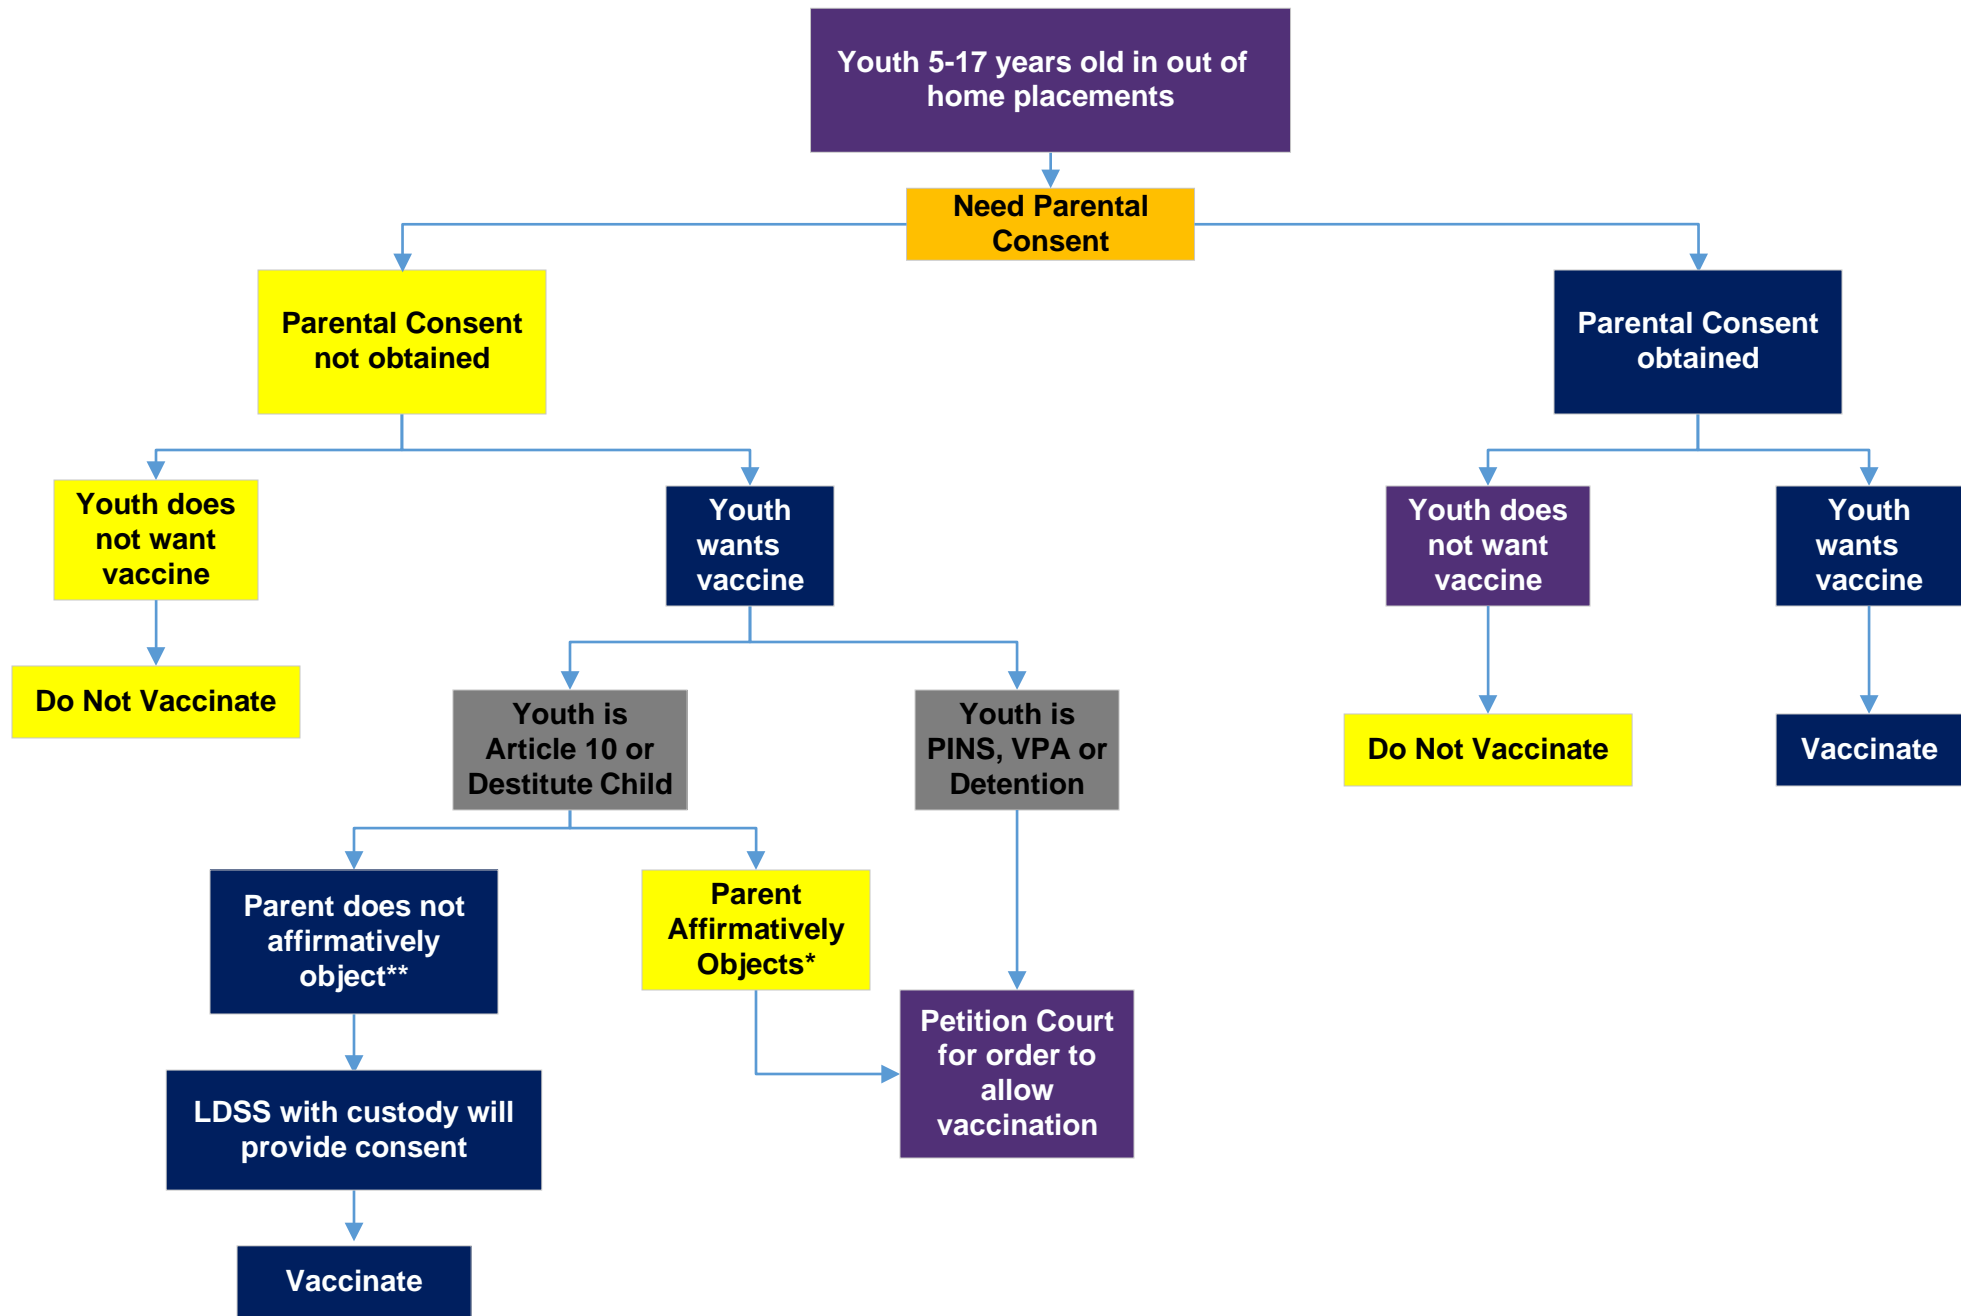 Youth 5-17 years old in out of
home placements
Need Parental
Consent
Parental Consent
not obtained
Parental Consent
obtained
Youth does
not want
vaccine
Youth
wants
vaccine
Youth does
not want
vaccine
Youth
wants
vaccine
Do Not Vaccinate
Youth is
Article 10 or
Destitute Child
Youth is
PINS, VPA or
Detention
Do Not Vaccinate
Vaccinate
Parent does not
affirmatively
object**
Parent
Affirmatively
Objects*
Petition Court
for order to
allow
vaccination
LDSS with custody will
provide consent
Vaccinate